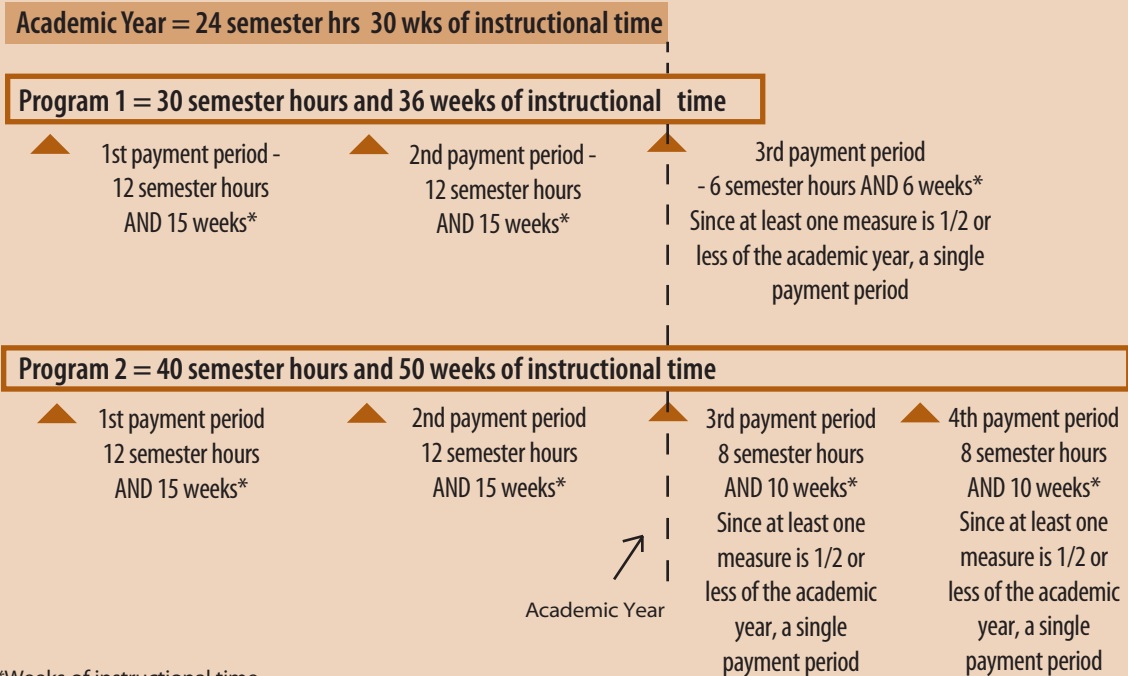 Academic Year = 24 semester hrs 30 wks of instructional time
Program 1 = 30 semester hours and 36 weeks of instructional time
1st payment period -
12 semester hours
AND 15 weeks*
2nd payment period -
12 semester hours
AND 15 weeks*
3rd payment period
- 6 semester hours AND 6 weeks*
Since at least one measure is 1/2 or
less of the academic year, a single
payment period
Program 2 = 40 semester hours and 50 weeks of instructional time
1st payment period
12 semester hours
AND 15 weeks*
2nd payment period
12 semester hours
AND 15 weeks*
3rd payment period
8 semester hours
AND 10 weeks*
Since at least one
measure is 1/2 or
less of the academic
year, a single
payment period
4th payment period
8 semester hours
AND 10 weeks*
Since at least one
measure is 1/2 or
less of the academic
year, a single
payment period
Academic Year
*Weeks of instructional time